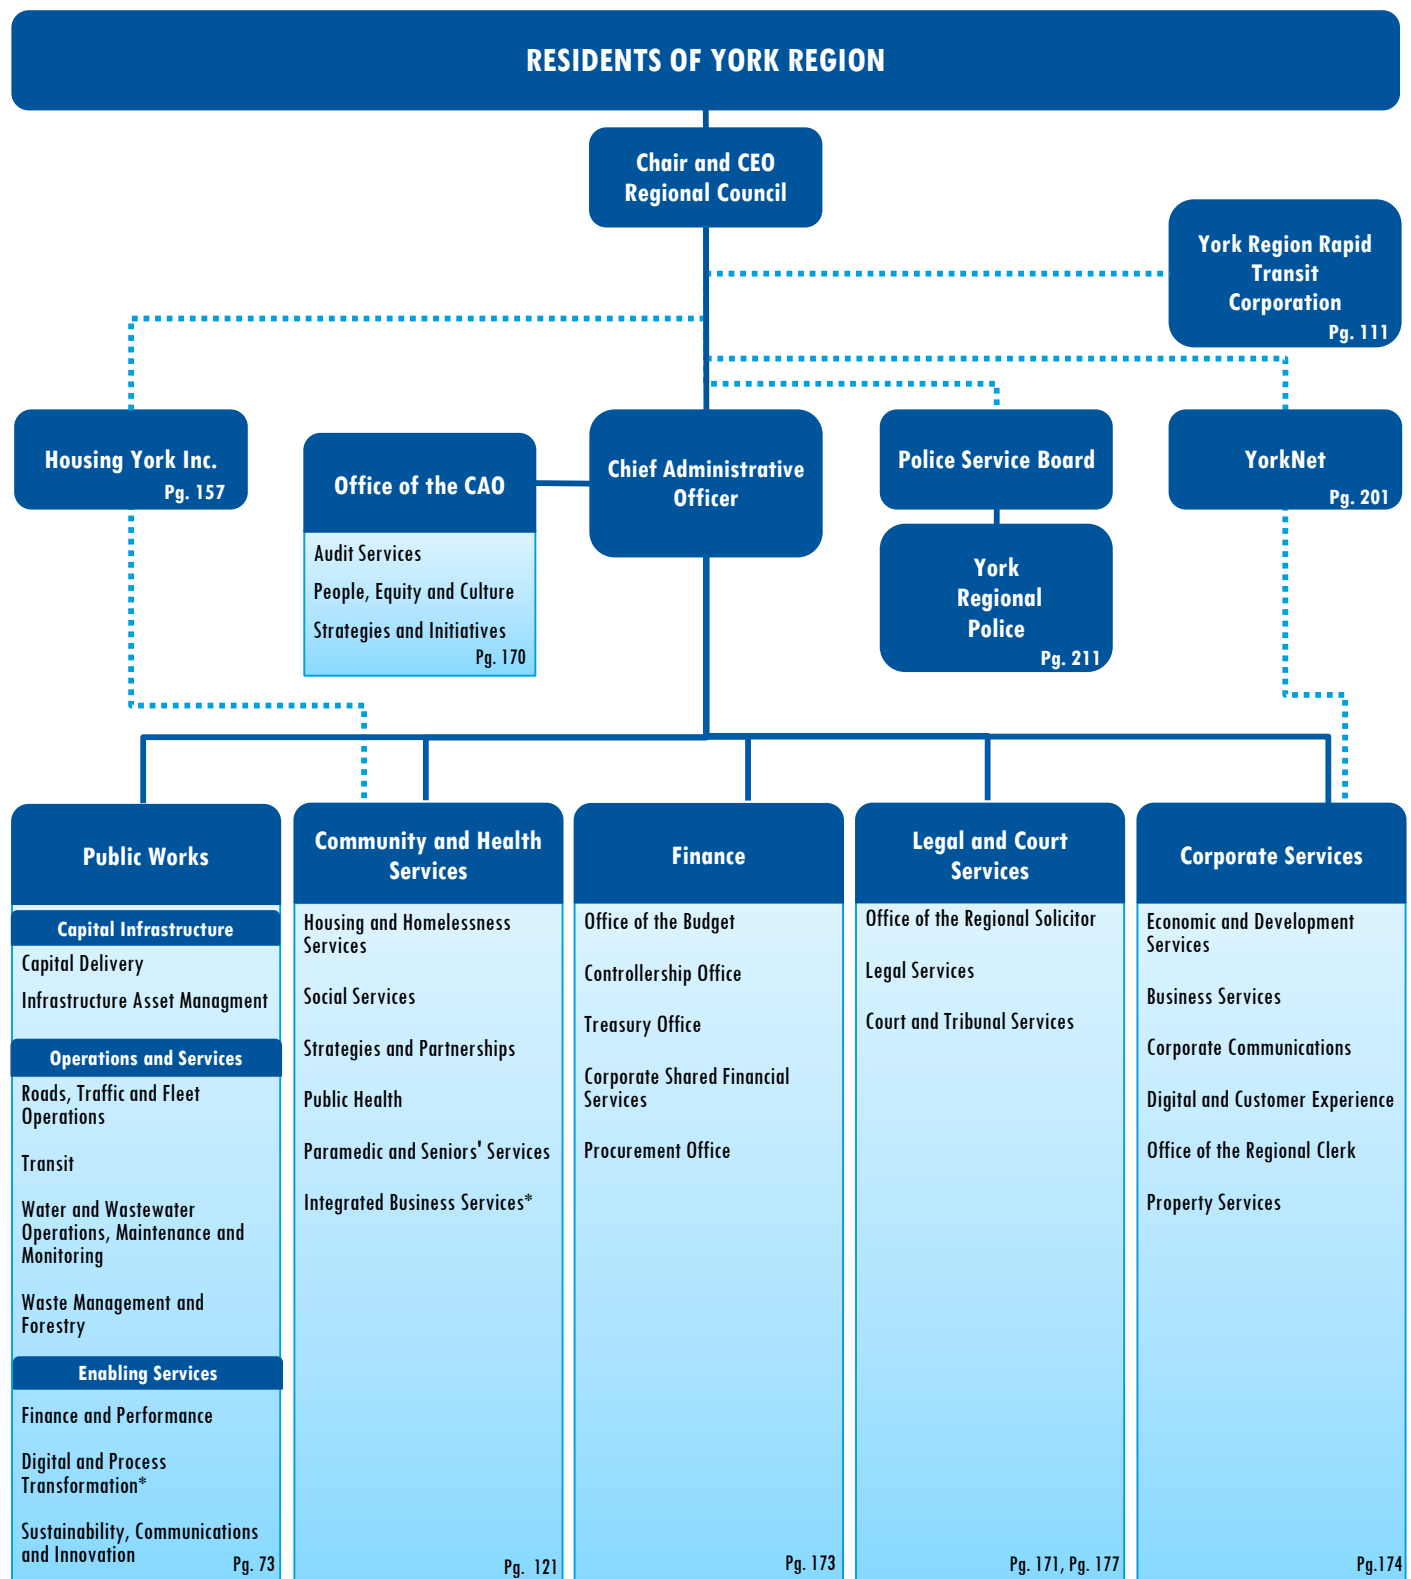 RESIDENTS OF YORK REGION
Chair and CEO
Regional Council
York Region Rapid
Transit
Corporation
Pg. 111
Housing York Inc.
Pg. 157
Office of the CAO
Audit Services
People, Equity and Culture
Strategies and Initiatives
Pg. 170
Chief Administrative
Officer
Police Service Board
York
Regional
Police
Pg. 211
YorkNet
Pg. 201
Public Works
Capital Infrastructure
Capital Delivery
Infrastructure Asset Managment
Operations and Services
Roads, Traffic and Fleet
Operations
Transit
Water and Wastewater
Operations, Maintenance and
Monitoring
Waste Management and
Forestry
Enabling Services
Finance and Performance
Digital and Process
Transformation*
Sustainability, Communications
and Innovation
Pg. 73
Community and Health
Services
Housing and Homelessness
Services
Social Services
Strategies and Partnerships
Public Health
Paramedic and Seniors' Services
Integrated Business Services*
Pg. 121
Finance
Office of the Budget
Controllership Office
Treasury Office
Corporate Shared Financial
Services
Procurement Office
Pg. 173
Legal and Court
Services
Office of the Regional Solicitor
Legal Services
Court and Tribunal Services
Pg. 171, Pg. 177
Corporate Services
Economic and Development
Services
Business Services
Corporate Communications
Digital and Customer Experience
Office of the Regional Clerk
Property Services
Pg.174